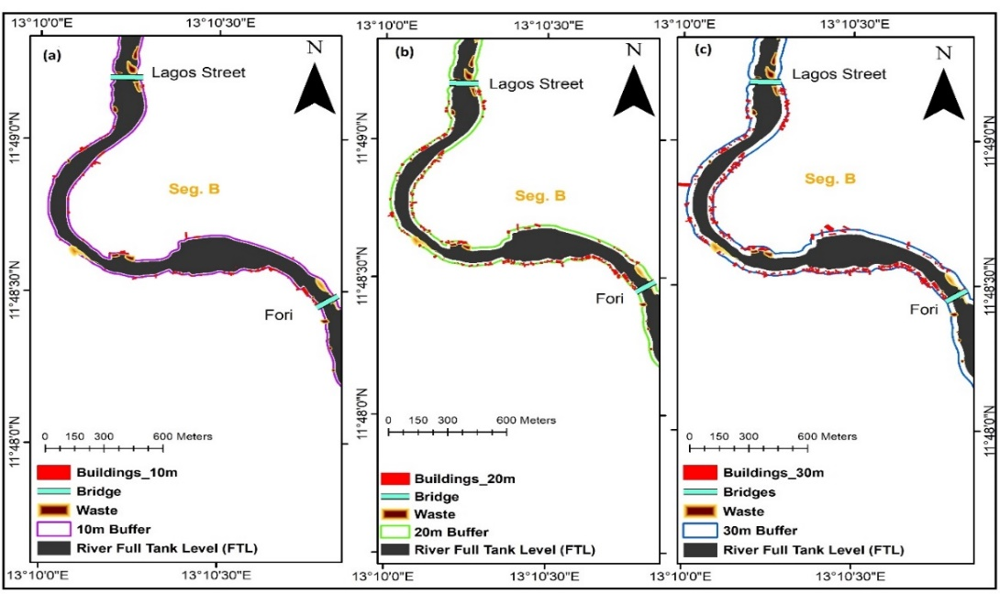 13°10'0"E 13°10'30"E
(a)
N
Lagos Street
11°49'0"N
Seg. B
11°48'30"N
Fori
11°48'0"N
0 150 300 600 Meters
Buildings_10m
Bridge
Waste
10m Buffer
River Full Tank Level (FTL)
13°10'0"E 13°10'30"E
13°10'0"E 13°10'30"E
(b)
N
Lagos Street
11°49'0"N
Seg. B
11°48'30"N
Fori
11°48'0"N
0 150 300 600 Meters
Buildings_20m
Bridge
Waste
20m Buffer
River Full Tank Level (FTL)
13°10'0"E 13°10'30"E
13°10'0"E 13°10'30"E
(c)
N
Lagos Street
11°49'0"N
Seg. B
11°48'30"N
Fori
11°48'0"N
0 150 300 600 Meters
Buildings_30m
Bridges
Waste
30m Buffer
River Full Tank Level (FTL)
13°10'0"E 13°10'30"E